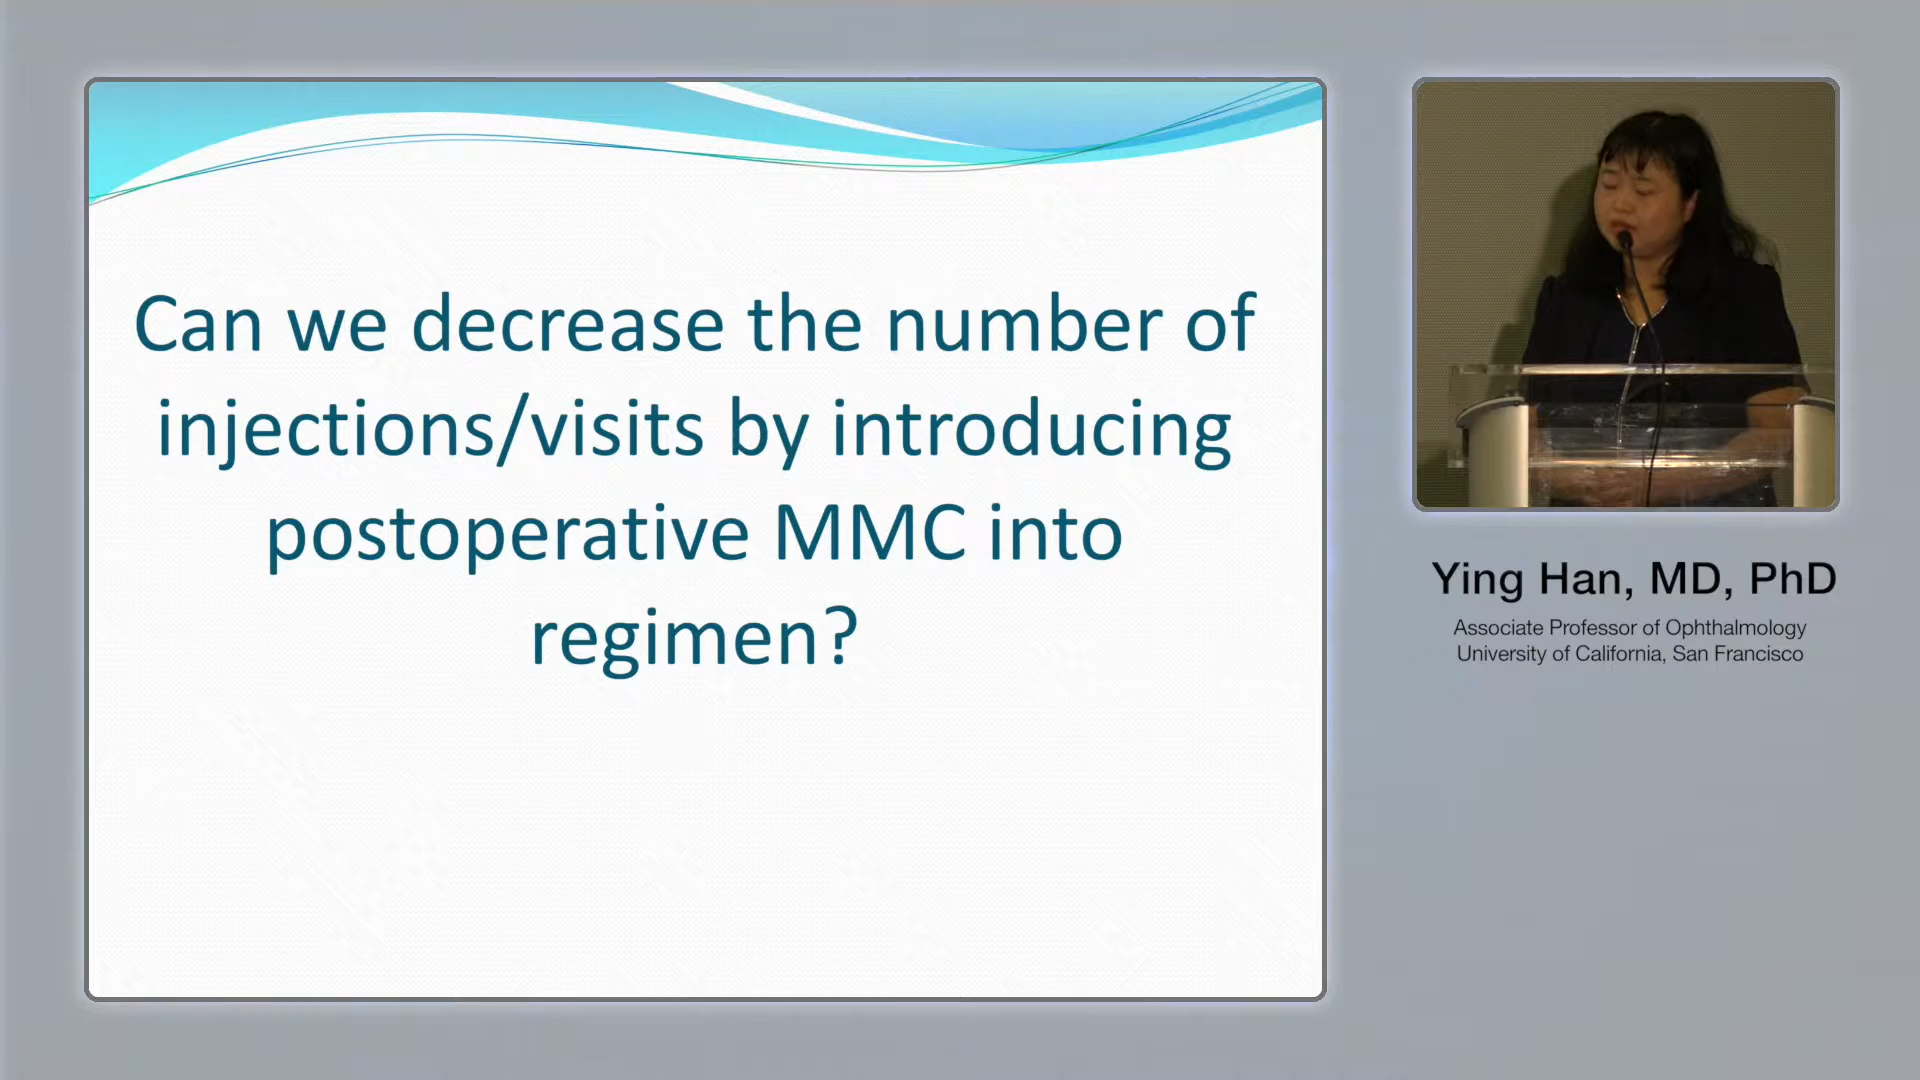 Can we decrease the number of
injections/visits by introducing
postoperative MMC into
regimen?
Ying Han, MD, PhD
Associate Professor of Ophthalmology
University of California, San Francisco